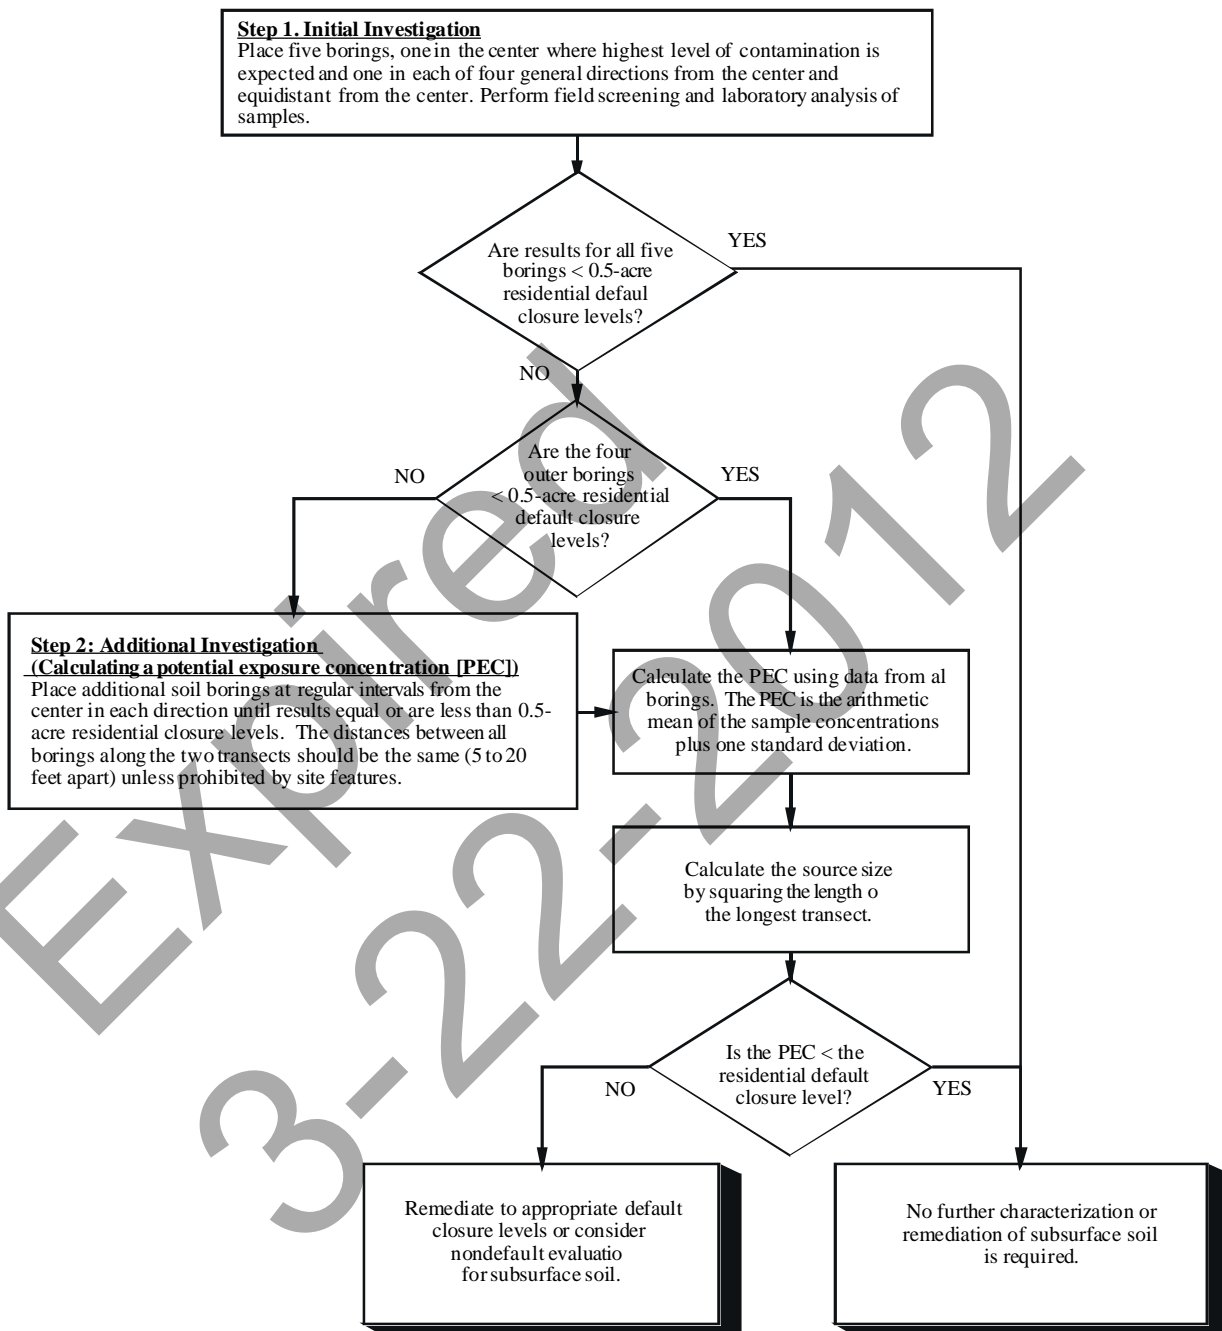 Step 1. Initial Investigation
Place five borings, one in the center where highest level of contamination is
expected and one in each of four general directions from the center and
equidistant from the center. Perform field screening and laboratory analysis of
samples.
Are results for all five
borings < 0.5-acre
residential defaul
closure levels?
YES
NO
Are the four
outer borings
< 0.5-acre residential
default closure
levels?
NO
YES
Step 2: Additional Investigation
(Calculating a potential exposure concentration [PEC])
Place additional soil borings at regular intervals from the
center in each direction until results equal or are less than 0.5-
acre residential closure levels. The distances between all
borings along the two transects should be the same (5 to 20
feet apart) unless prohibited by site features.
Calculate the PEC using data from al
borings. The PEC is the arithmetic
mean of the sample concentrations
plus one standard deviation.
Calculate the source size
by squaring the length o
the longest transect.
Is the PEC < the
residential default
closure level?
NO
YES
Remediate to appropriate default
closure levels or consider
nondefault evaluatio
for subsurface soil.
No further characterization or
remediation of subsurface soil
is required.
Expired
3-22-2012